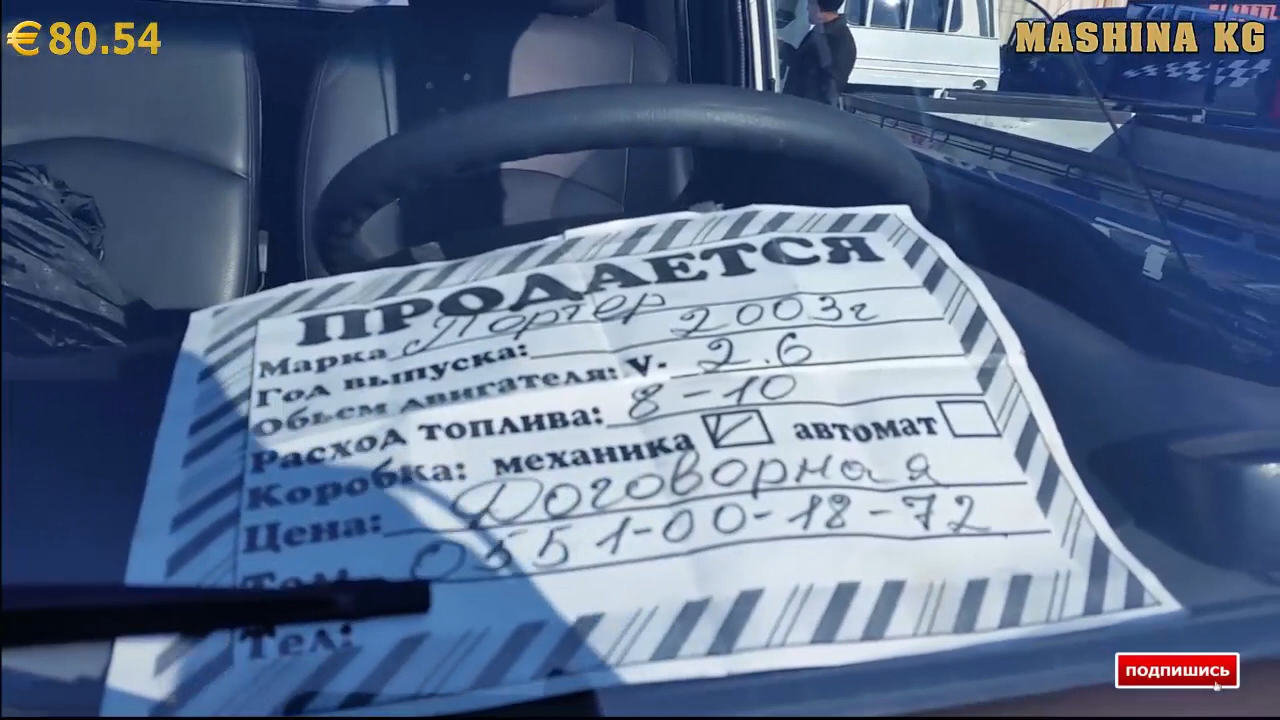 €80.54
MASHINA KG
ПРОДАЕТСЯ
Марка Портер
Год выпуска: 2003г
Обьем двигателя: V- 2.6
Расход топлива: 8-10
Коробка: механика автомат
Цена: Договорная
Тел: 0551-00-18-72
Тел:
подпишись